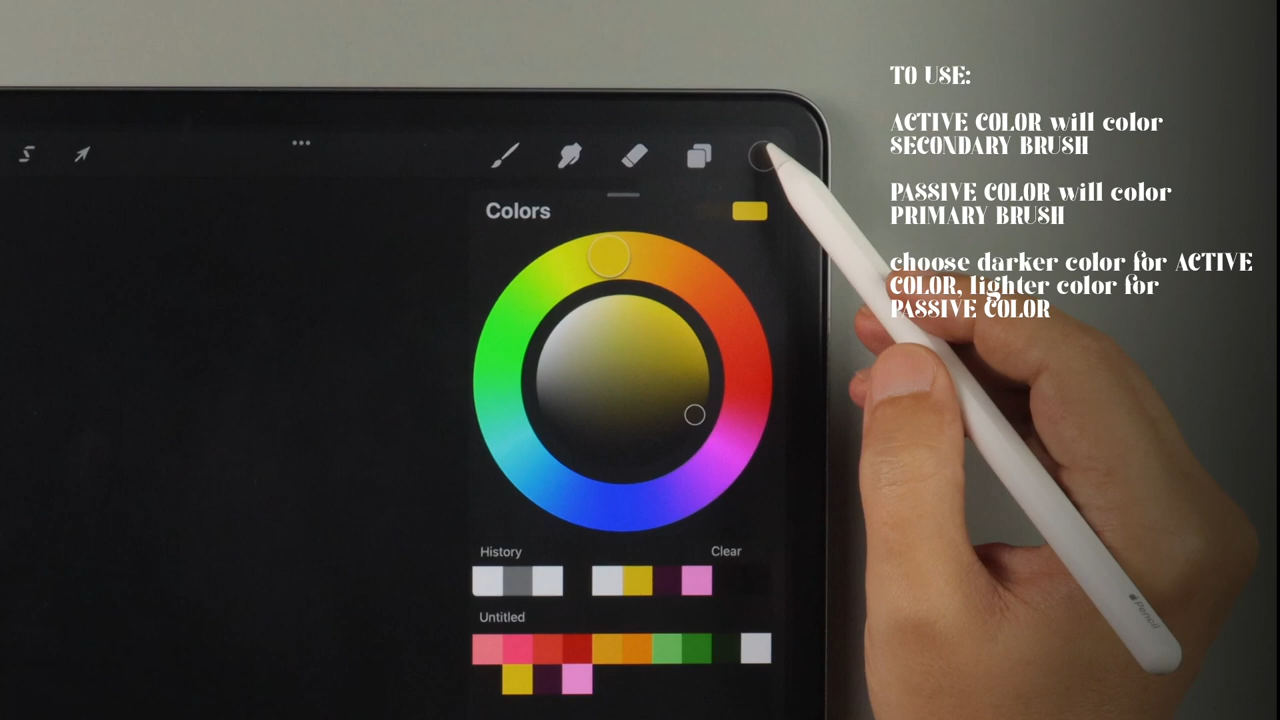 TO USE:
ACTIVE COLOR will color
SECONDARY BRUSH
PASSIVE COLOR will color
PRIMARY BRUSH
choose darker color for ACTIVE
COLOR, lighter color for
PASSIVE COLOR
Colors
History
Clear
Untitled
Pencil